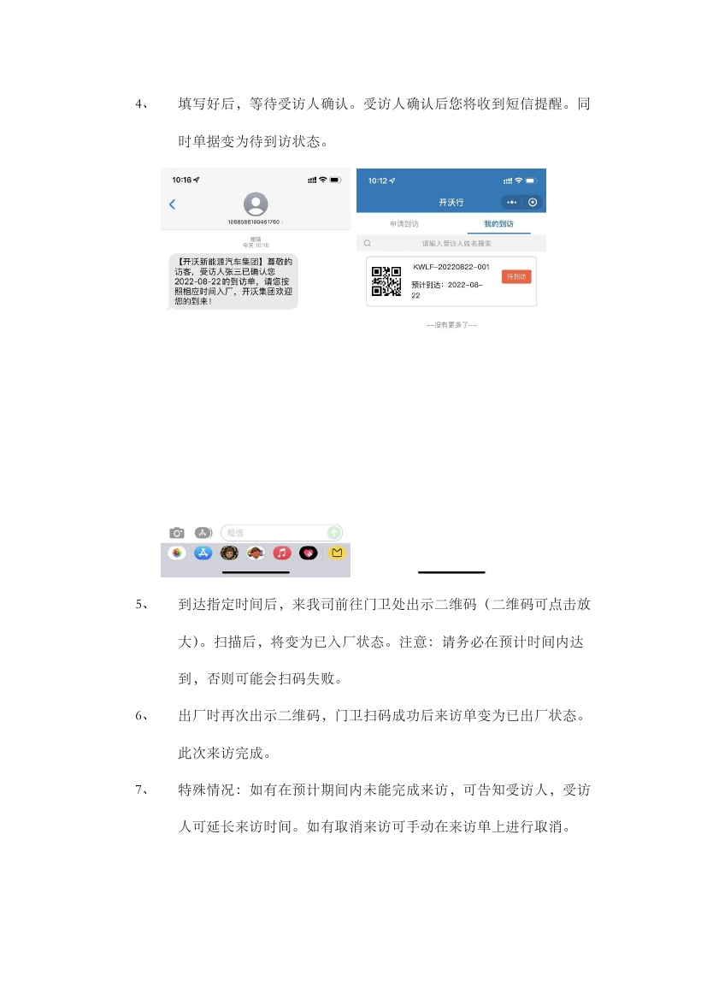 4、 填写好后，等待受访人确认。受访人确认后您将收到短信提醒。同
时单据变为待到访状态。
10:16
1068586100461760
短信
今天 10:15
【开沃新能源汽车集团】尊敬的
访客，受访人张三已确认您
2022-08-22的到访单，请您按
照相应时间入厂，开沃集团欢迎
您的到来！
短信
10:12
开沃行
申请到访 我的到访
请输入受访人姓名搜索
KWLF-20220822-001
预计到达：2022-08-
22
待到访
--没有更多了--
5、 到达指定时间后，来我司前往门卫处出示二维码（二维码可点击放
大）。扫描后，将变为已入厂状态。注意：请务必在预计时间内达
到，否则可能会扫码失败。
6、 出厂时再次出示二维码，门卫扫码成功后来访单变为已出厂状态。
此次来访完成。
7、 特殊情况：如有在预计期间内未能完成来访，可告知受访人，受访
人可延长来访时间。如有取消来访可手动在来访单上进行取消。